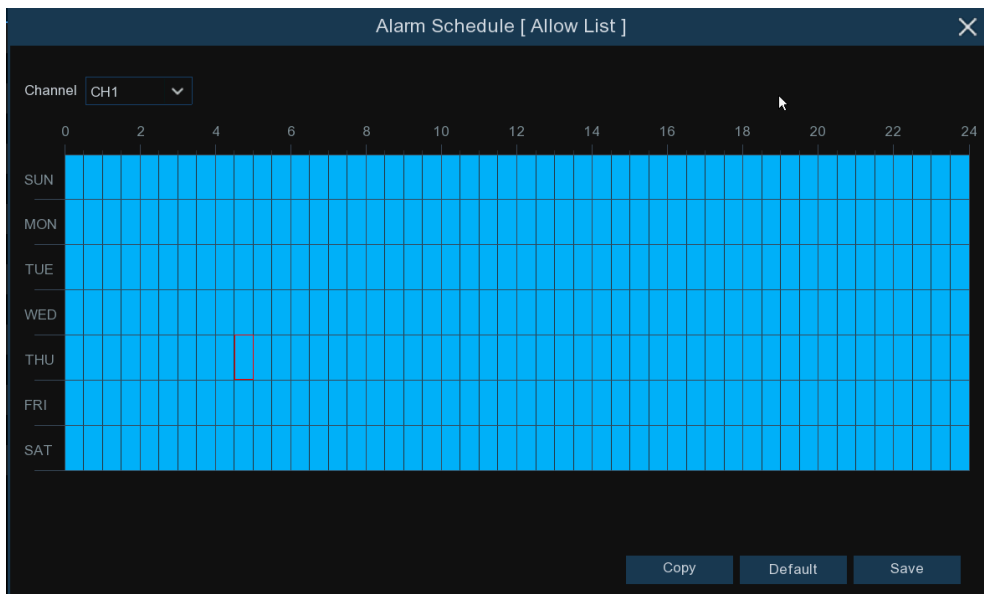 Alarm Schedule [ Allow List ]
Channel CH1
0 2 4 6 8 10 12 14 16 18 20 22 24
SUN
MON
TUE
WED
THU
FRI
SAT
Copy Default Save